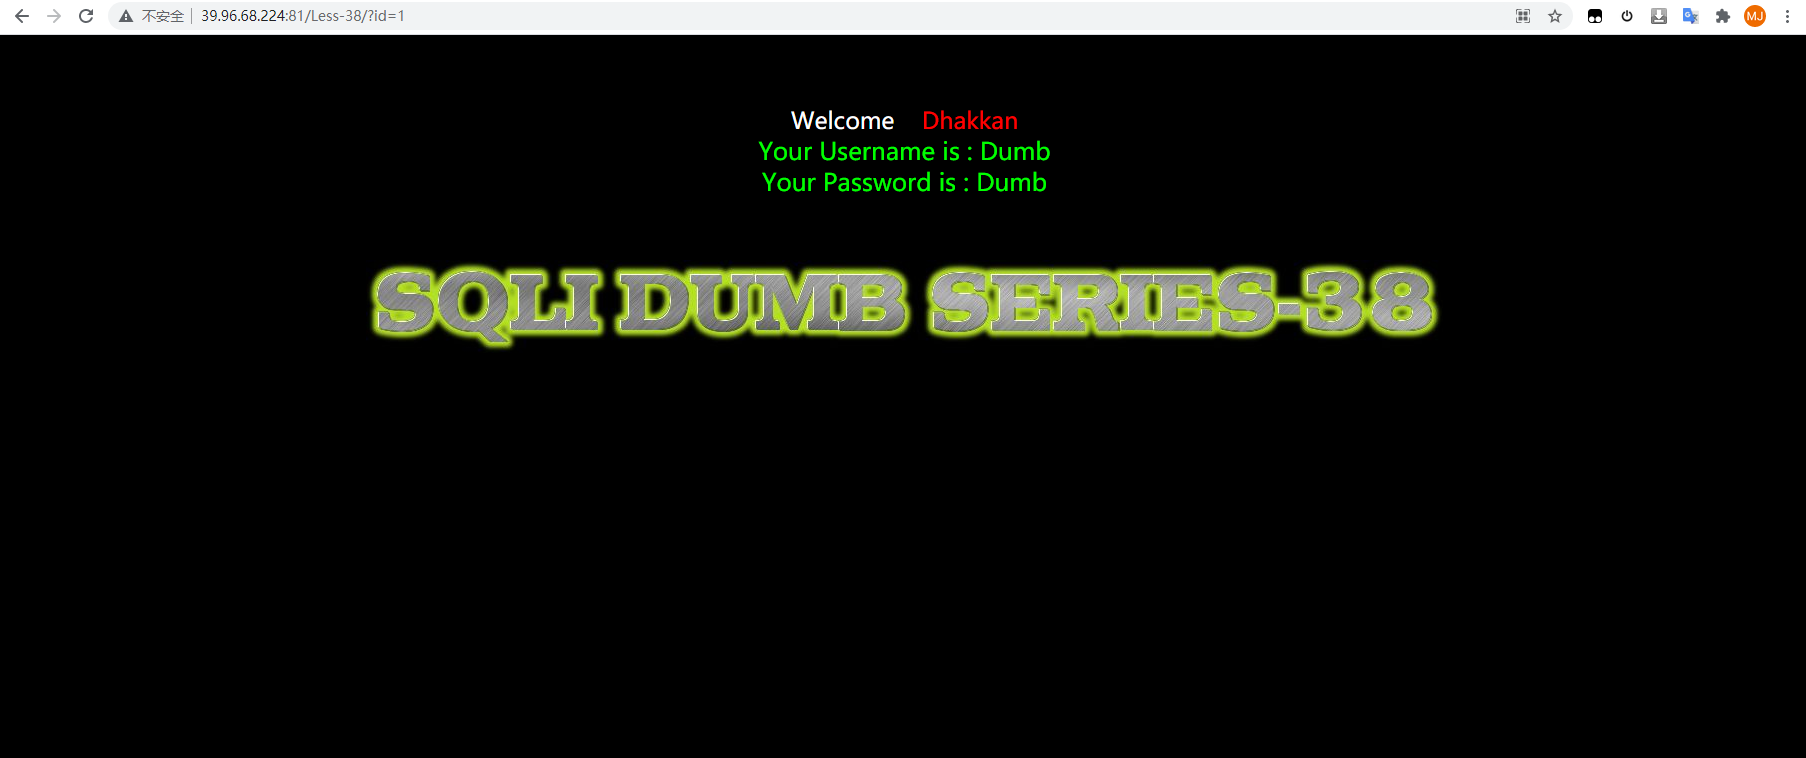 不安全 39.96.68.224:81/Less-38/?id=1
MJ
Welcome Dhakkan
Your Username is : Dumb
Your Password is : Dumb
SQLI DUMB SERIES-38